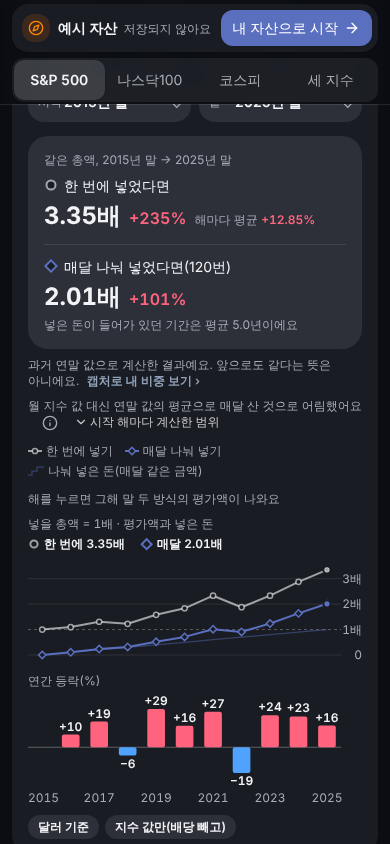 예시 자산 저장되지 않아요 내 자산으로 시작 →
S&P 500 나스닥100 코스피 세 지수
같은 총액, 2015년 말 → 2025년 말
한 번에 넣었다면
3.35배 +235% 해마다 평균 +12.85%
매달 나눠 넣었다면(120번)
2.01배 +101%
넣은 돈이 들어가 있던 기간은 평균 5.0년이에요
과거 연말 값으로 계산한 결과예요. 앞으로도 같다는 뜻은
아니에요. 캡처로 내 비중 보기 ›
월 지수 값 대신 연말 값의 평균으로 매달 산 것으로 어림했어요
시작 해마다 계산한 범위
한 번에 넣기 매달 나눠 넣기
나눠 넣은 돈(매달 같은 금액)
해를 누르면 그해 말 두 방식의 평가액이 나와요
넣을 총액 = 1배 · 평가액과 넣은 돈
한 번에 3.35배 매달 2.01배
3배
2배
1배
0
연간 등락(%)
+10 +19 −6 +29 +16 +27 −19 +24 +23 +16
2015 2017 2019 2021 2023 2025
달러 기준 지수 값만(배당 빼고)